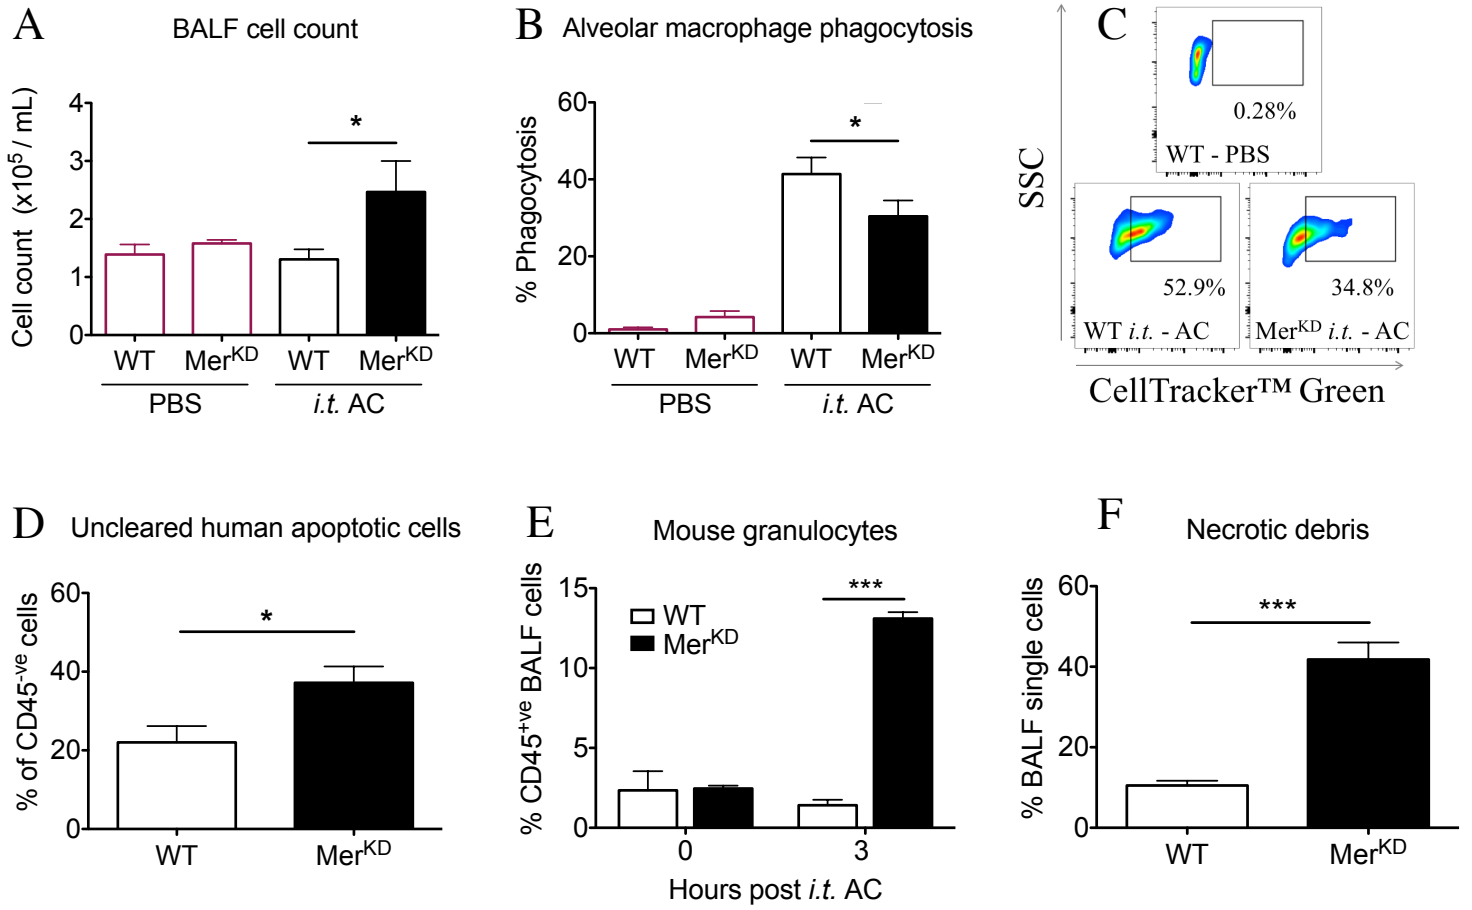 A
BALF cell count
Cell count (x10⁵ / mL)
4
3
2
1
0
*
WT
Merᴷᴰ
WT
Merᴷᴰ
PBS
i.t. AC
B
Alveolar macrophage phagocytosis
% Phagocytosis
60
40
20
0
*
WT
Merᴷᴰ
WT
Merᴷᴰ
PBS
i.t. AC
C
SSC
0.28%
WT - PBS
52.9%
WT i.t. - AC
34.8%
Merᴷᴰ i.t. - AC
CellTracker™ Green
D
Uncleared human apoptotic cells
% of CD45⁻ᵛᵉ cells
60
40
20
0
*
WT
Merᴷᴰ
E
Mouse granulocytes
% CD45⁺ᵛᵉ BALF cells
15
10
5
0
WT
Merᴷᴰ
***
0
3
Hours post i.t. AC
F
Necrotic debris
% BALF single cells
60
40
20
0
***
WT
Merᴷᴰ